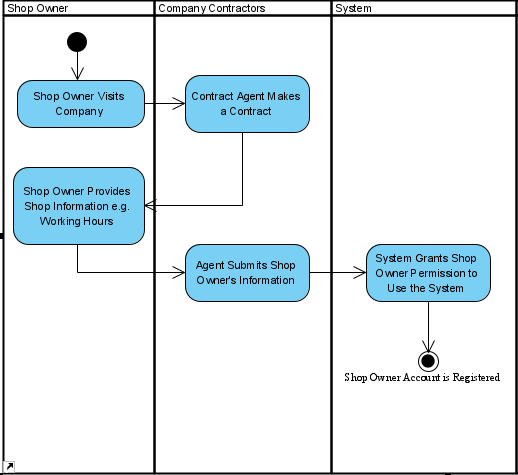 Shop Owner
Company Contractors
System
Shop Owner Visits
Company
Contract Agent Makes
a Contract
Shop Owner Provides
Shop Information e.g.
Working Hours
Agent Submits Shop
Owner's Information
System Grants Shop
Owner Permission to
Use the System
Shop Owner Account is Registered